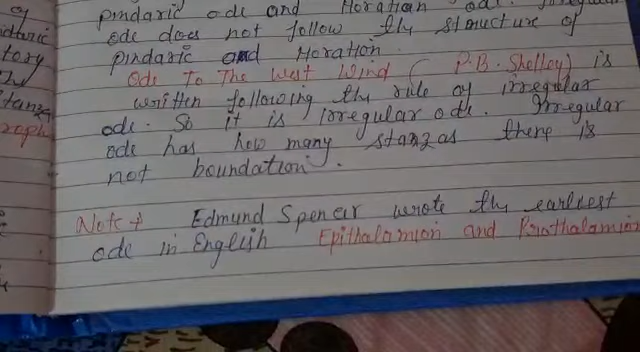 of
pindaric ode and Horatian ode.
ode does not follow the structure of
pindaric and Horation.
Ode To The West Wind ( P.B. Shelley) is
written following the rule of irregular
ode. So it is irregular ode. Irregular
ode has how many stanzas there is
not boundation.
Note → Edmund Spencer wrote the earliest
ode in English Epithalamion and Prothalamion